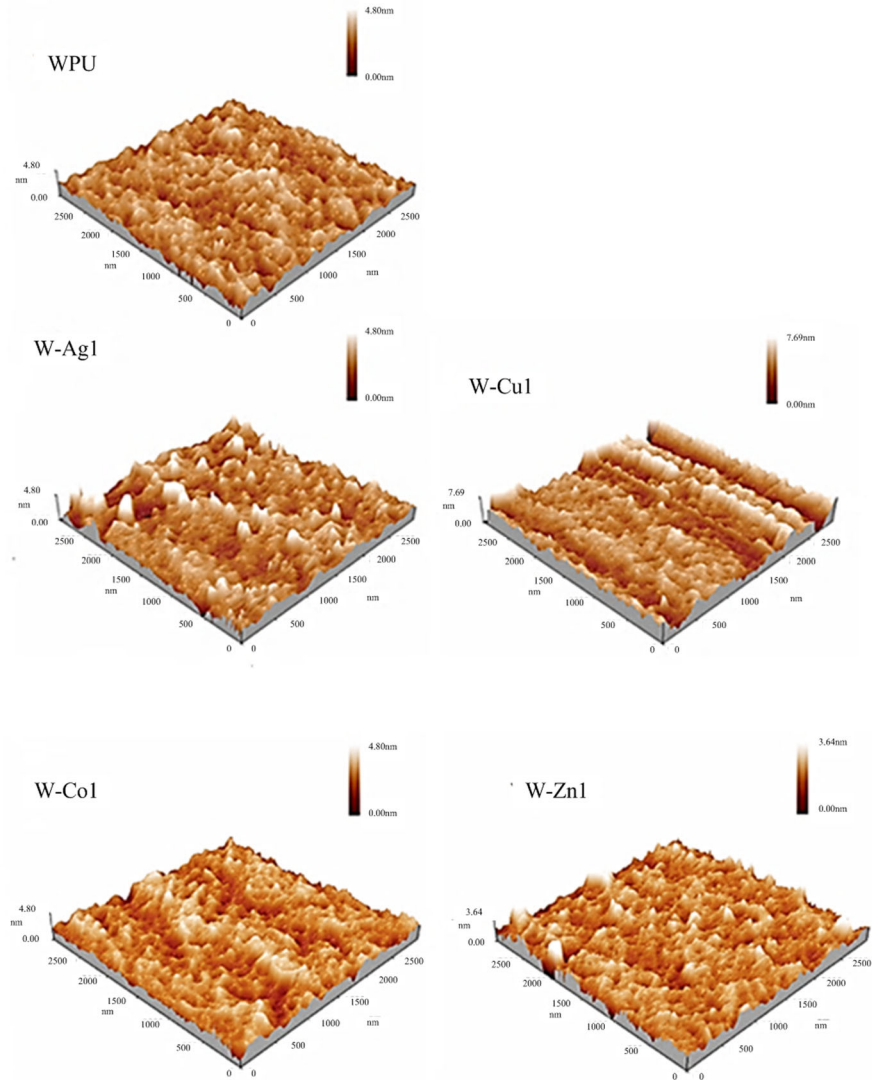 4.80nm
WPU
0.00nm
4.80
nm
0.00
2500
2000
1500
nm
1000
500
0
0
500
1000
nm
1500
2000
2500
W-Ag1
4.80nm
0.00nm
4.80
nm
0.00
2500
2000
1500
nm
1000
500
0
0
500
1000
nm
1500
2000
2500
W-Cu1
7.69nm
0.00nm
7.69
nm
0.00
2500
2000
1500
nm
1000
500
0
0
500
1000
nm
1500
2000
2500
W-Co1
4.80nm
0.00nm
4.80
nm
0.00
2500
2000
1500
nm
1000
500
0
0
500
1000
nm
1500
2000
2500
W-Zn1
3.64nm
0.00nm
3.64
nm
0.00
2500
2000
1500
nm
1000
500
0
0
500
1000
nm
1500
2000
2500